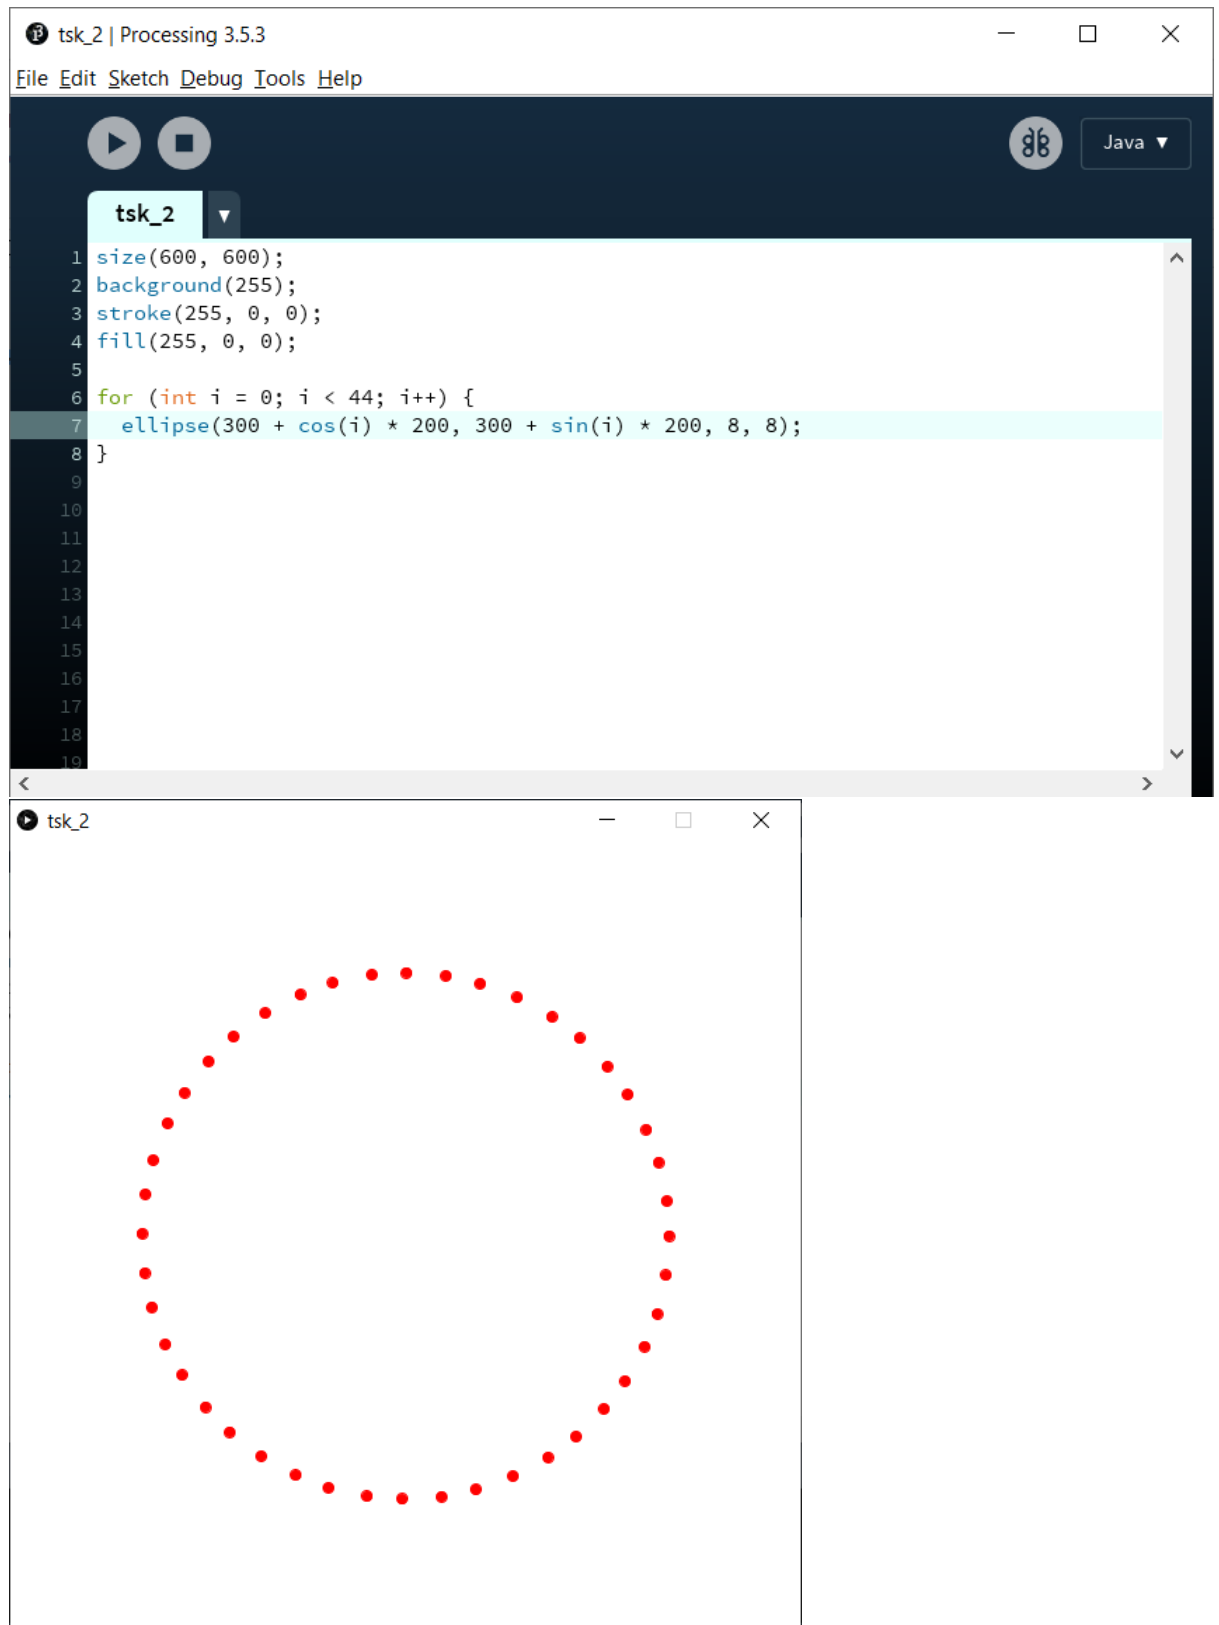 tsk_2 | Processing 3.5.3
File Edit Sketch Debug Tools Help
Java ▼
tsk_2 ▼
1 size(600, 600);
2 background(255);
3 stroke(255, 0, 0);
4 fill(255, 0, 0);
5
6 for (int i = 0; i < 44; i++) {
7   ellipse(300 + cos(i) * 200, 300 + sin(i) * 200, 8, 8);
8 }
9
10
11
12
13
14
15
16
17
18
19
tsk_2